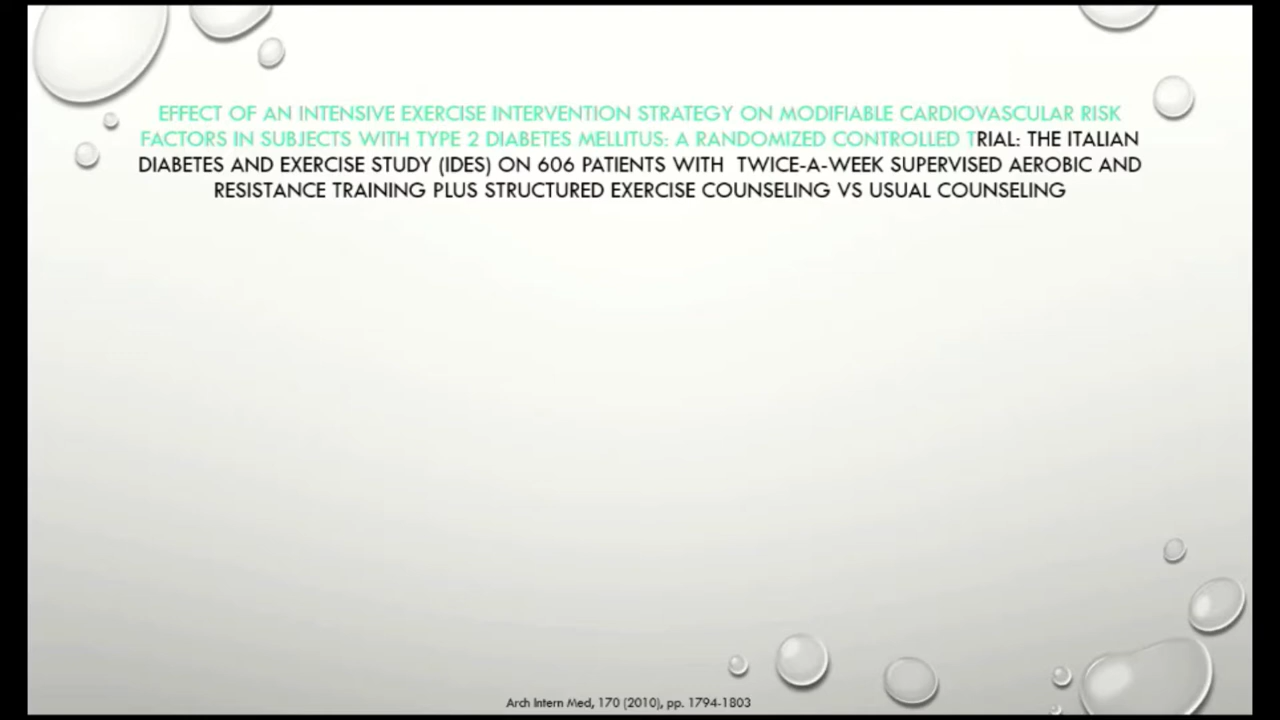 EFFECT OF AN INTENSIVE EXERCISE INTERVENTION STRATEGY ON MODIFIABLE CARDIOVASCULAR RISK
FACTORS IN SUBJECTS WITH TYPE 2 DIABETES MELLITUS: A RANDOMIZED CONTROLLED TRIAL: THE ITALIAN
DIABETES AND EXERCISE STUDY (IDES) ON 606 PATIENTS WITH TWICE-A-WEEK SUPERVISED AEROBIC AND
RESISTANCE TRAINING PLUS STRUCTURED EXERCISE COUNSELING VS USUAL COUNSELING
Arch Intern Med, 170 (2010), pp. 1794-1803